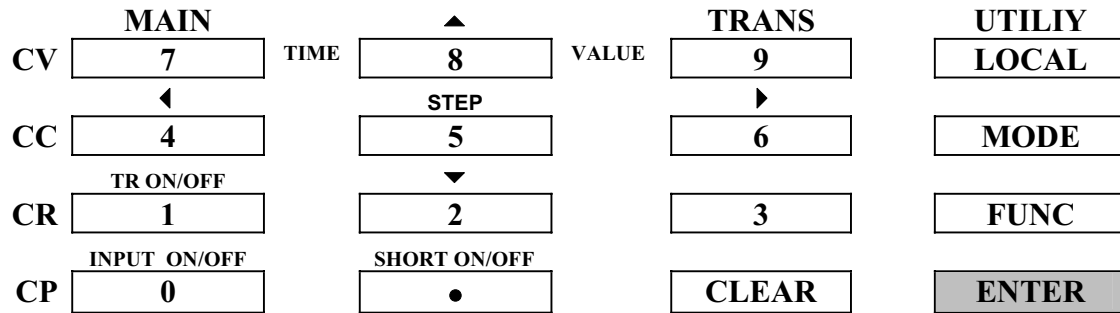 MAIN ▲ TRANS UTILIY
CV 7 TIME 8 VALUE 9 LOCAL
◀ STEP ▶
CC 4 5 6 MODE
TR ON/OFF ▼
CR 1 2 3 FUNC
INPUT ON/OFF SHORT ON/OFF
CP 0 ● CLEAR ENTER